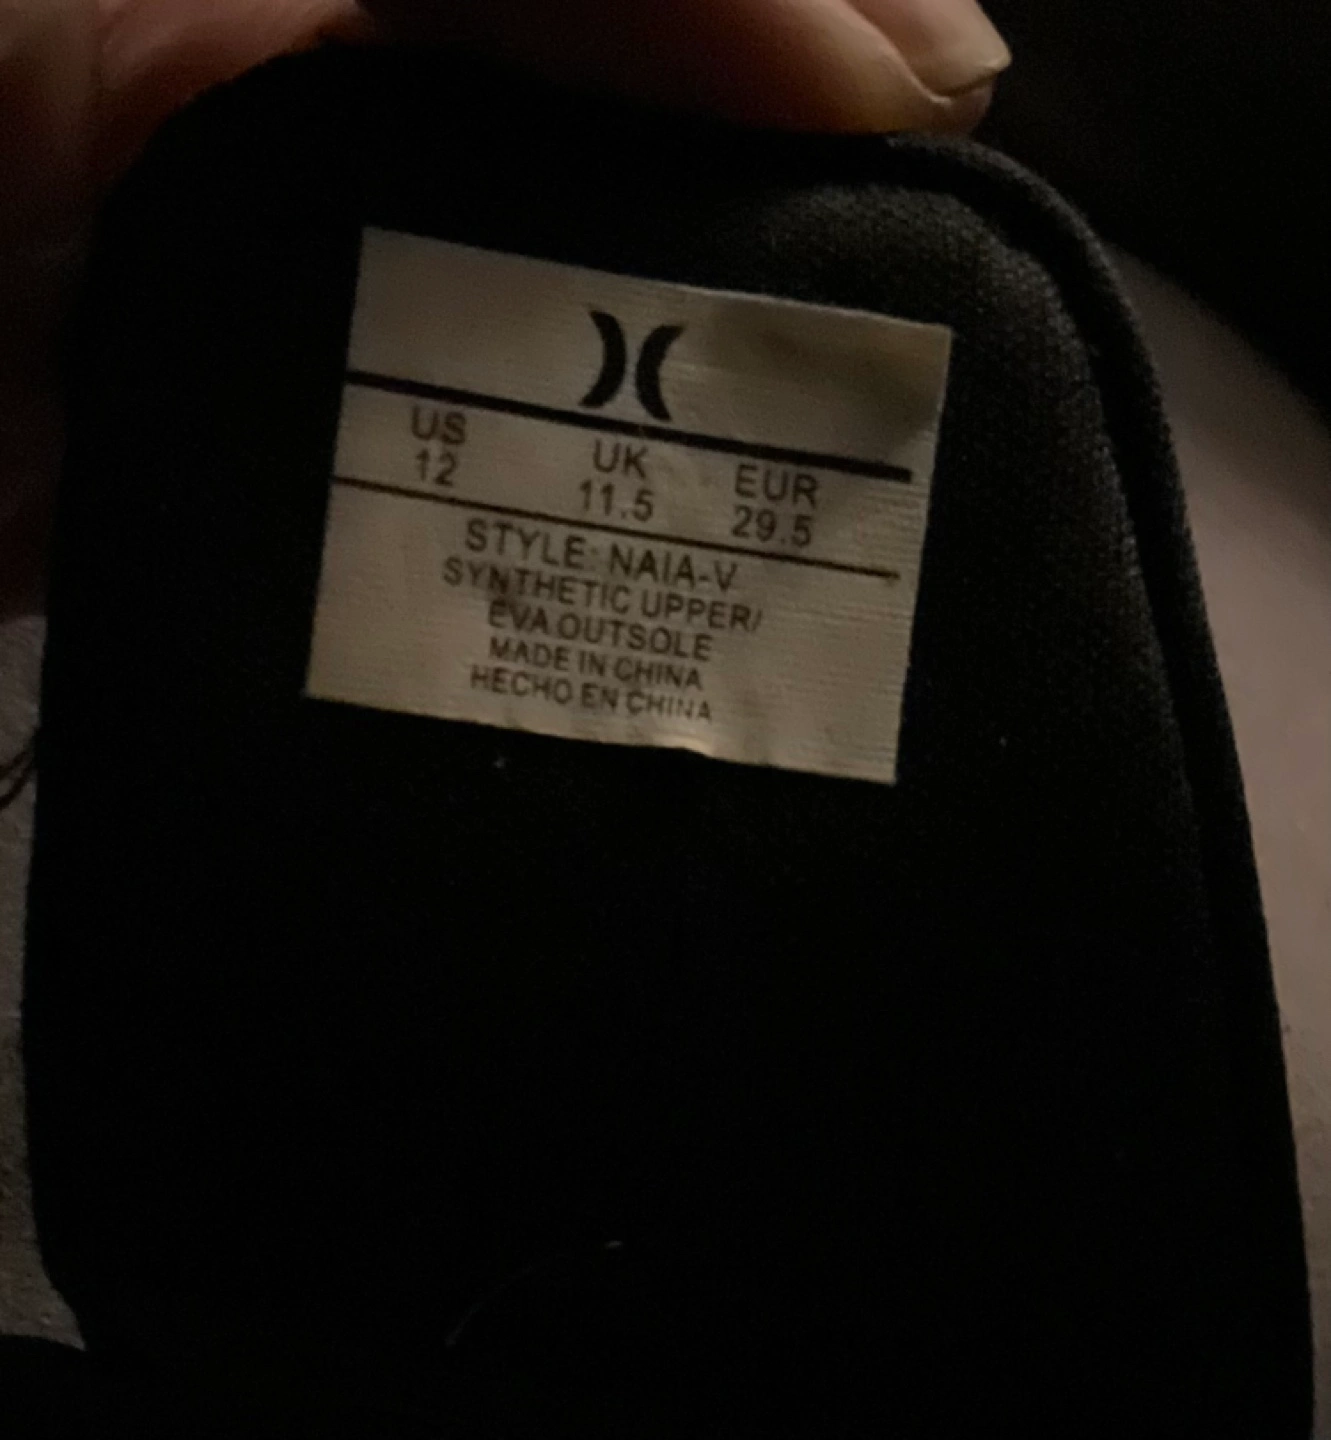 US UK EUR
12 11.5 29.5
STYLE: NAIA-V
SYNTHETIC UPPER/
EVA OUTSOLE
MADE IN CHINA
HECHO EN CHINA